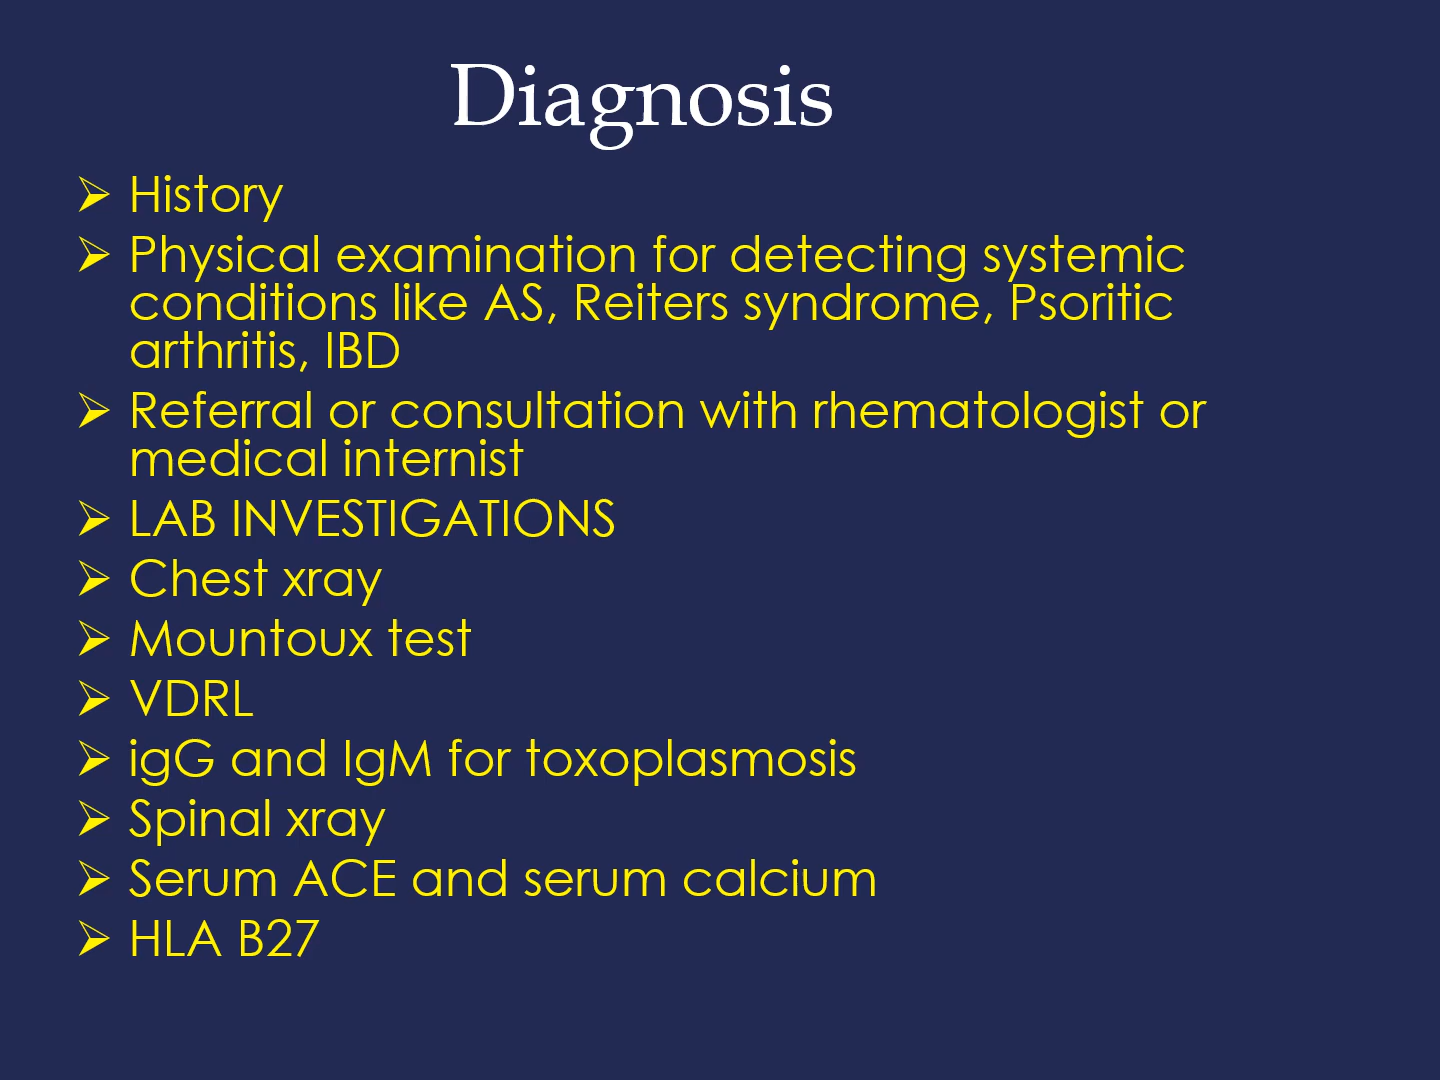 Diagnosis
➢ History
➢ Physical examination for detecting systemic
conditions like AS, Reiters syndrome, Psoritic
arthritis, IBD
➢ Referral or consultation with rhematologist or
medical internist
➢ LAB INVESTIGATIONS
➢ Chest xray
➢ Mountoux test
➢ VDRL
➢ igG and IgM for toxoplasmosis
➢ Spinal xray
➢ Serum ACE and serum calcium
➢ HLA B27